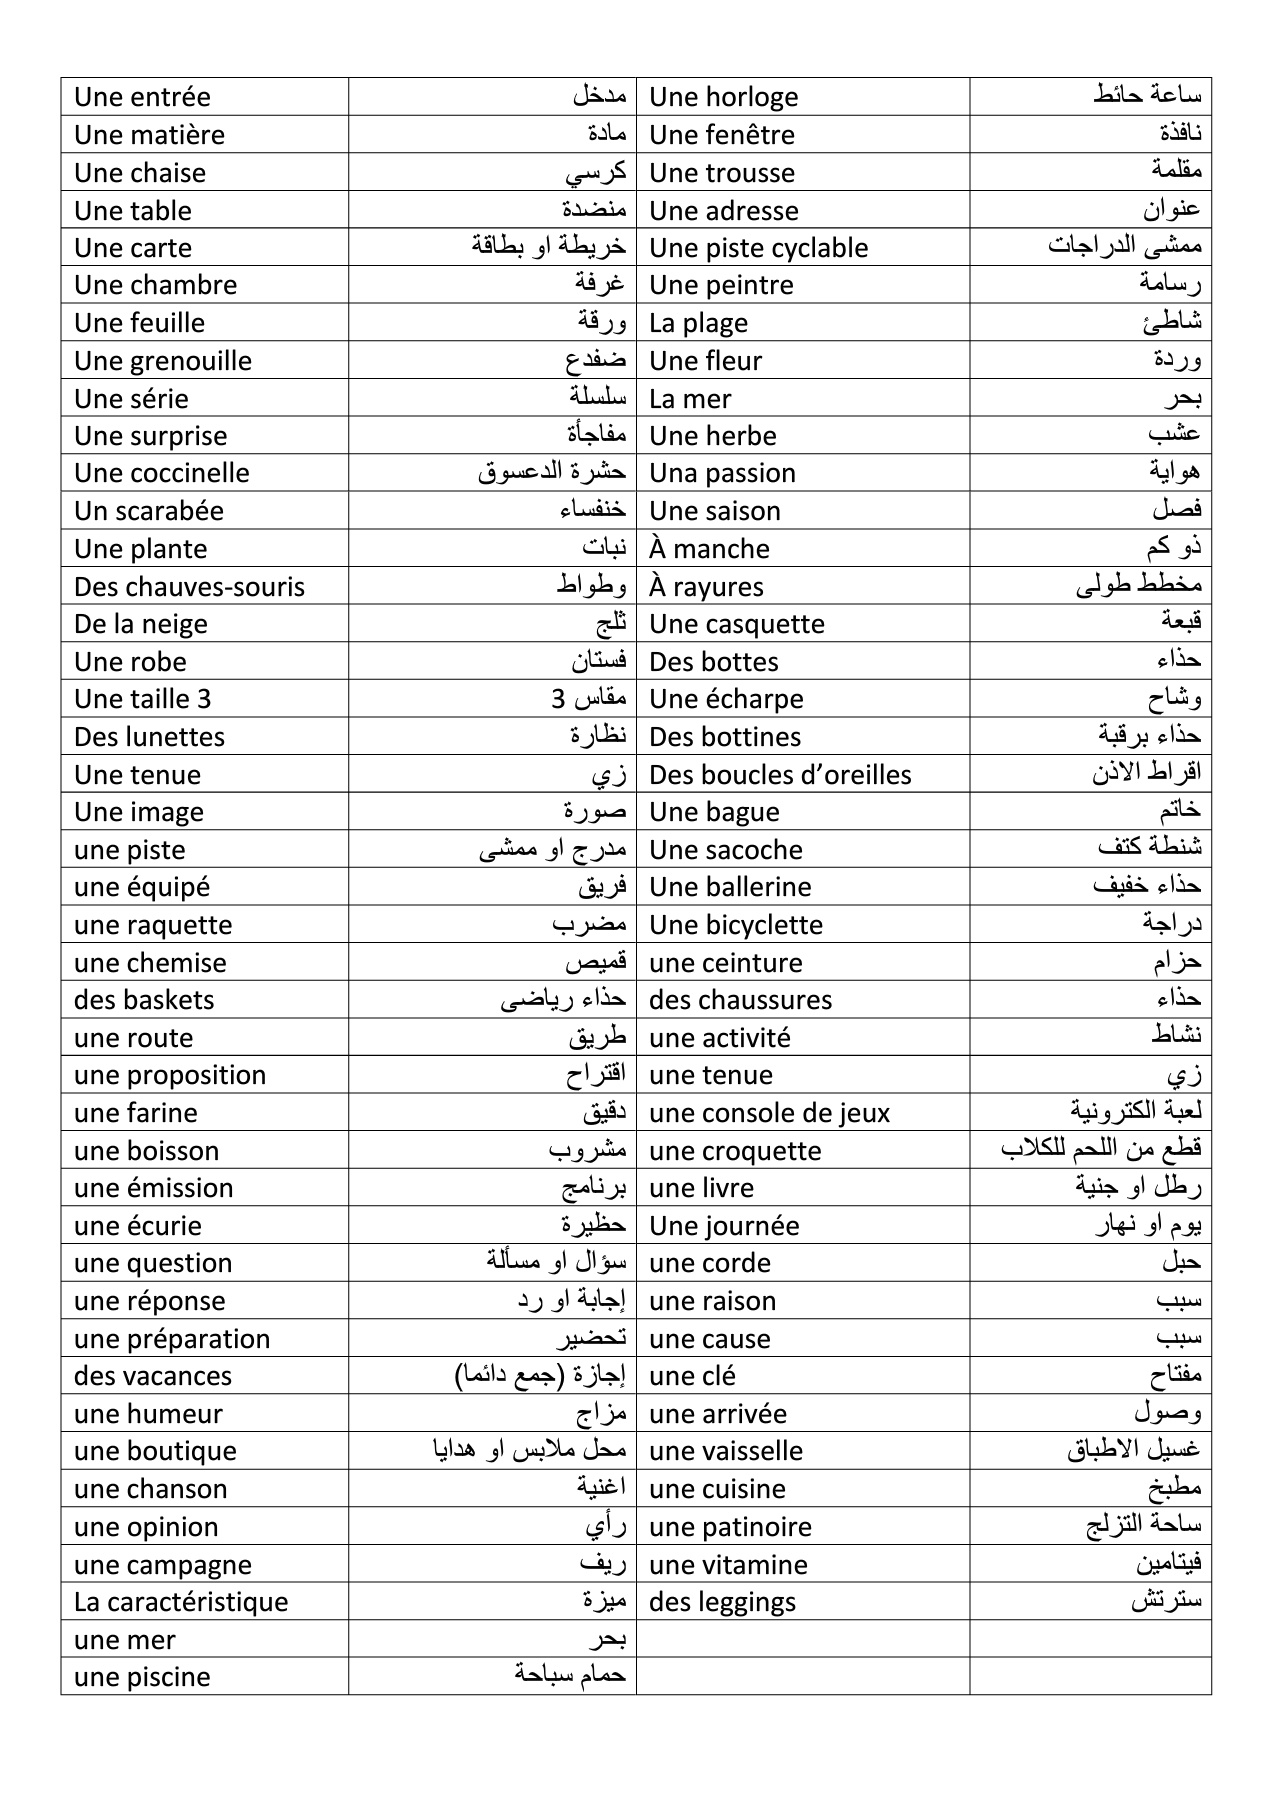 Une entrée مدخل Une horloge ساعة حائط
Une matière مادة Une fenêtre نافذة
Une chaise كرسي Une trousse مقلمة
Une table منضدة Une adresse عنوان
Une carte خريطة او بطاقة Une piste cyclable ممشى الدراجات
Une chambre غرفة Une peintre رسامة
Une feuille ورقة La plage شاطئ
Une grenouille ضفدع Une fleur وردة
Une série سلسلة La mer بحر
Une surprise مفاجأة Une herbe عشب
Une coccinelle حشرة الدعسوق Una passion هواية
Un scarabée خنفساء Une saison فصل
Une plante نبات À manche ذو كم
Des chauves-souris وطواط À rayures مخطط طولى
De la neige ثلج Une casquette قبعة
Une robe فستان Des bottes حذاء
Une taille 3 مقاس 3 Une écharpe وشاح
Des lunettes نظارة Des bottines حذاء برقبة
Une tenue زي Des boucles d’oreilles اقراط الاذن
Une image صورة Une bague خاتم
une piste مدرج او ممشى Une sacoche شنطة كتف
une équipé فريق Une ballerine حذاء خفيف
une raquette مضرب Une bicyclette دراجة
une chemise قميص une ceinture حزام
des baskets حذاء رياضى des chaussures حذاء
une route طريق une activité نشاط
une proposition اقتراح une tenue زي
une farine دقيق une console de jeux لعبة الكترونية
une boisson مشروب une croquette قطع من اللحم للكلاب
une émission برنامج une livre رطل او جنية
une écurie حظيرة Une journée يوم او نهار
une question سؤال او مسألة une corde حبل
une réponse إجابة او رد une raison سبب
une préparation تحضير une cause سبب
des vacances إجازة (جمع دائما) une clé مفتاح
une humeur مزاج une arrivée وصول
une boutique محل ملابس او هدايا une vaisselle غسيل الاطباق
une chanson اغنية une cuisine مطبخ
une opinion رأي une patinoire ساحة التزلج
une campagne ريف une vitamine فيتامين
La caractéristique ميزة des leggings سترتش
une mer بحر
une piscine حمام سباحة